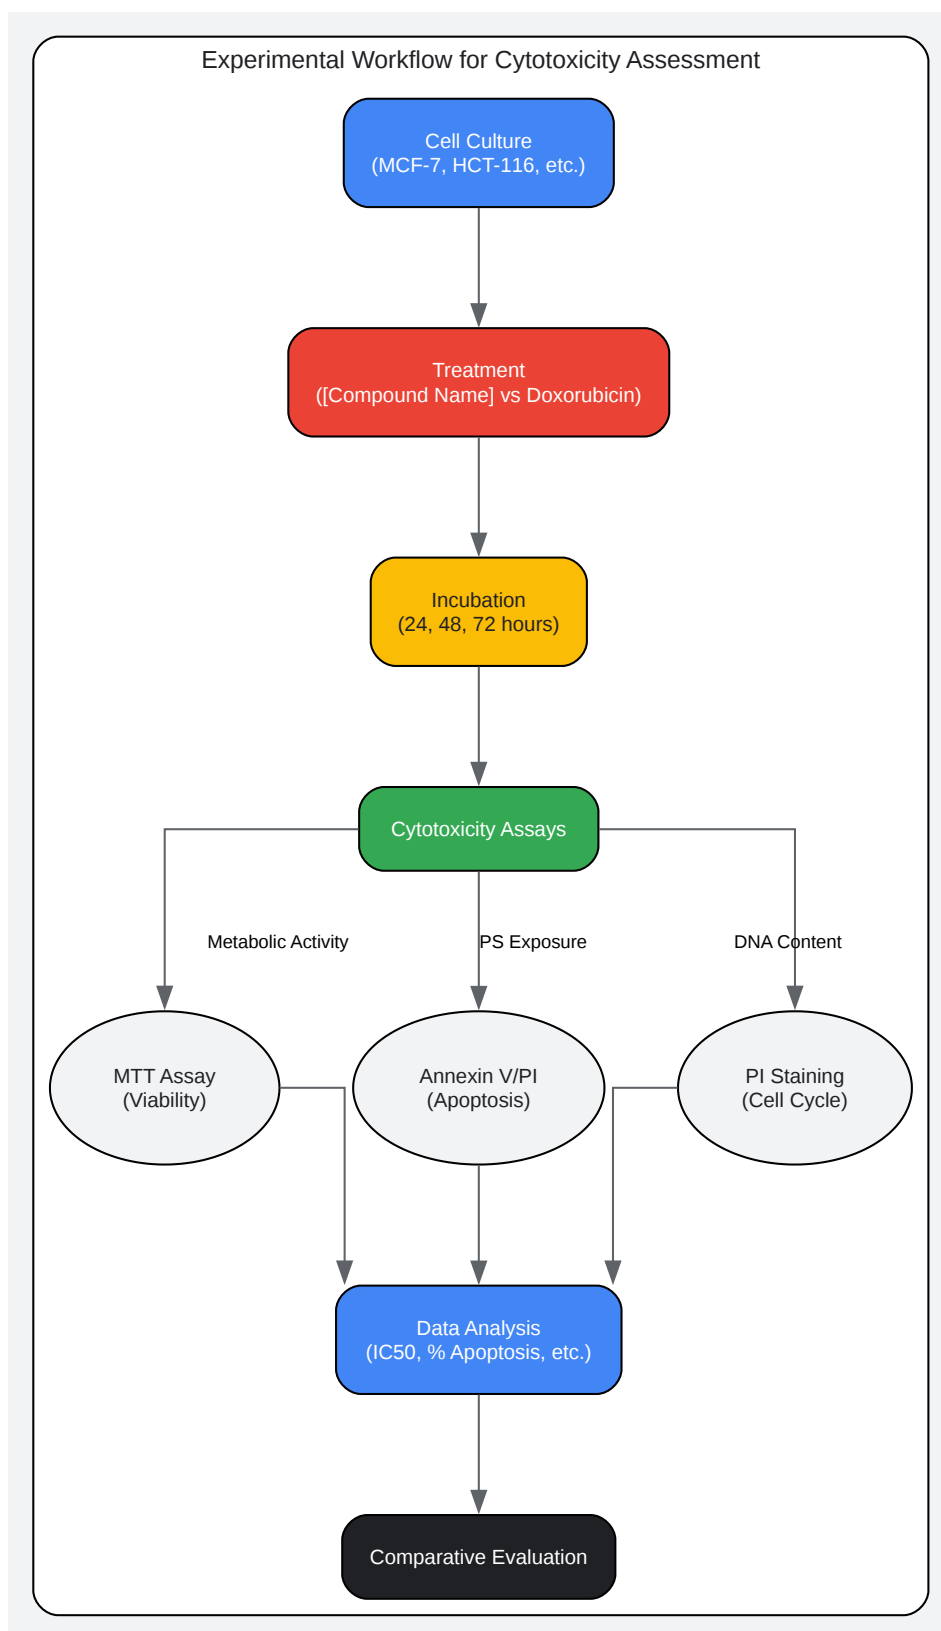 Experimental Workflow for Cytotoxicity Assessment
Cell Culture
(MCF-7, HCT-116, etc.)
Treatment
([Compound Name] vs Doxorubicin)
Incubation
(24, 48, 72 hours)
Cytotoxicity Assays
Metabolic Activity
PS Exposure
DNA Content
MTT Assay
(Viability)
Annexin V/PI
(Apoptosis)
PI Staining
(Cell Cycle)
Data Analysis
(IC50, % Apoptosis, etc.)
Comparative Evaluation